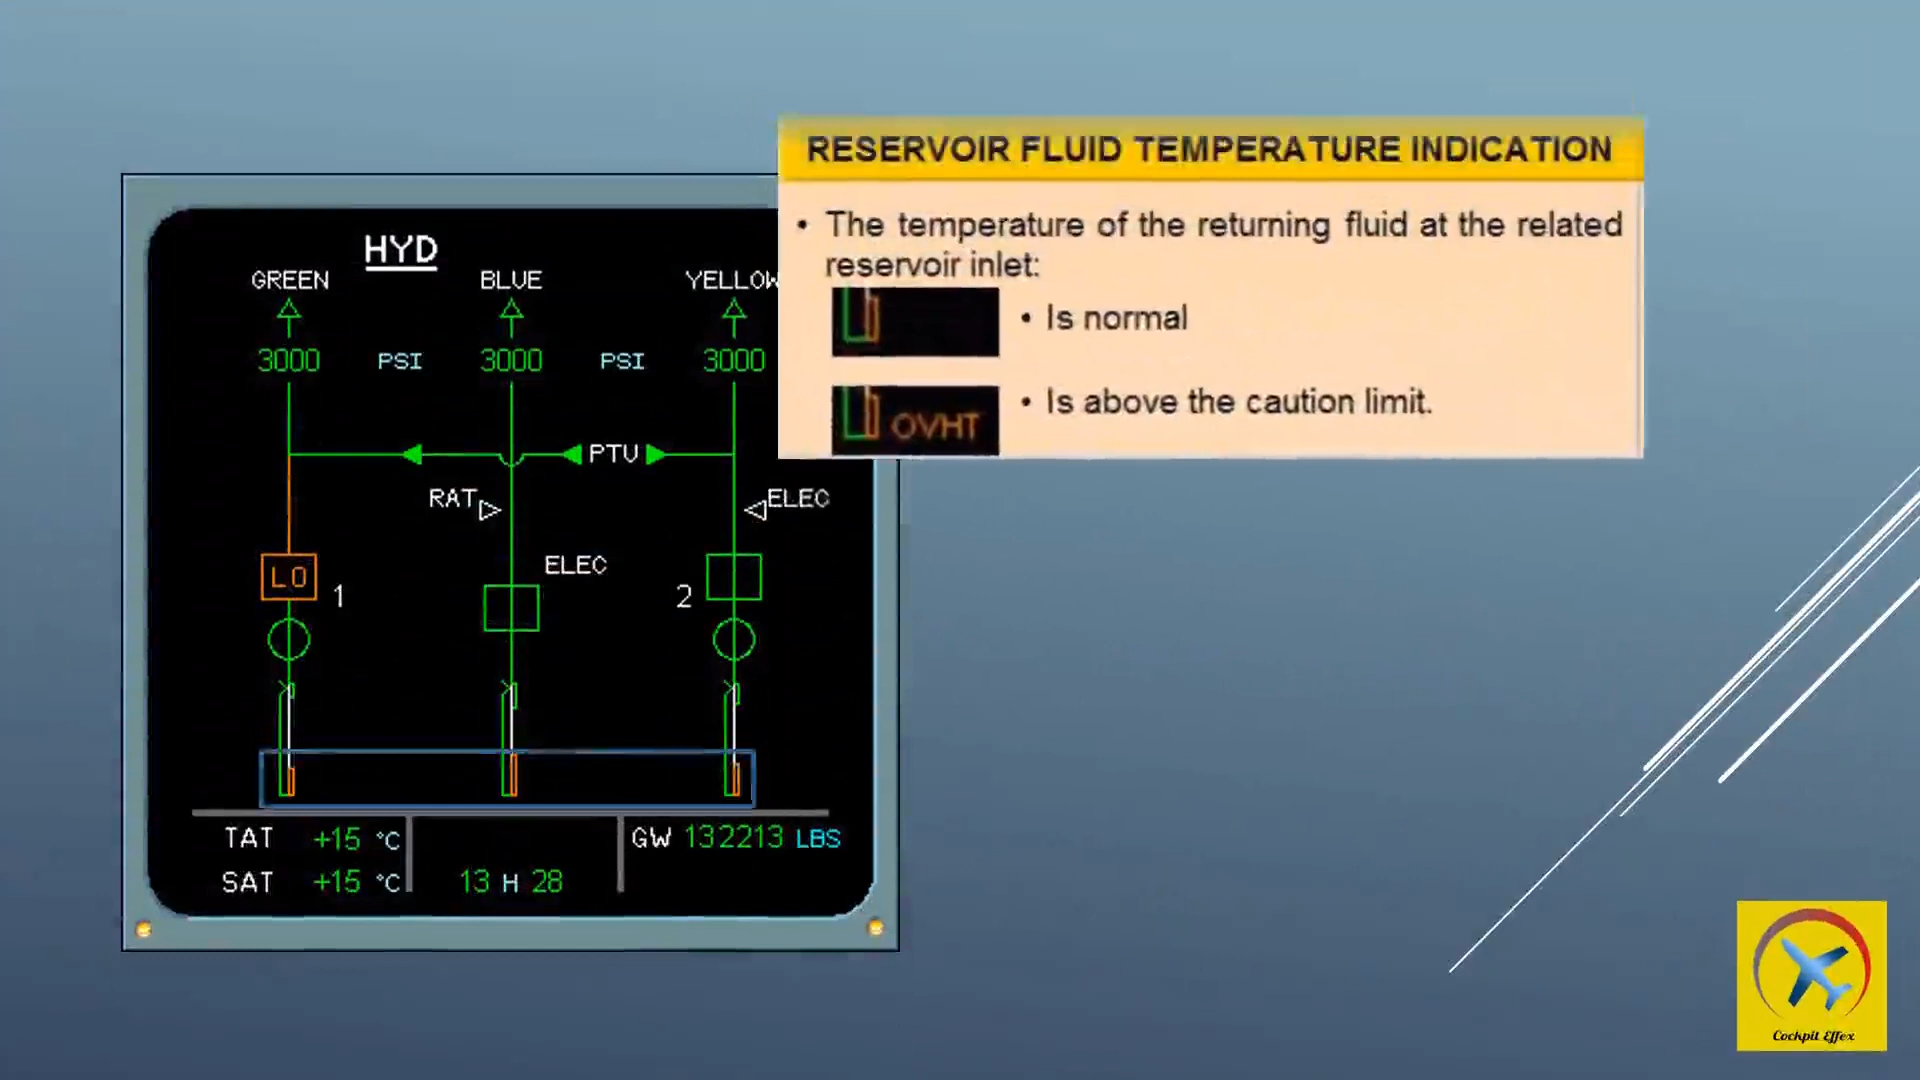 RESERVOIR FLUID TEMPERATURE INDICATION
• The temperature of the returning fluid at the related
reservoir inlet:
• Is normal
OVHT • Is above the caution limit.
HYD
GREEN BLUE YELLOW
3000 PSI 3000 PSI 3000
PTU
RAT ELEC
ELEC
LO 1 2
TAT +15 °C GW 132213 LBS
SAT +15 °C 13 H 28
Cockpit Effex